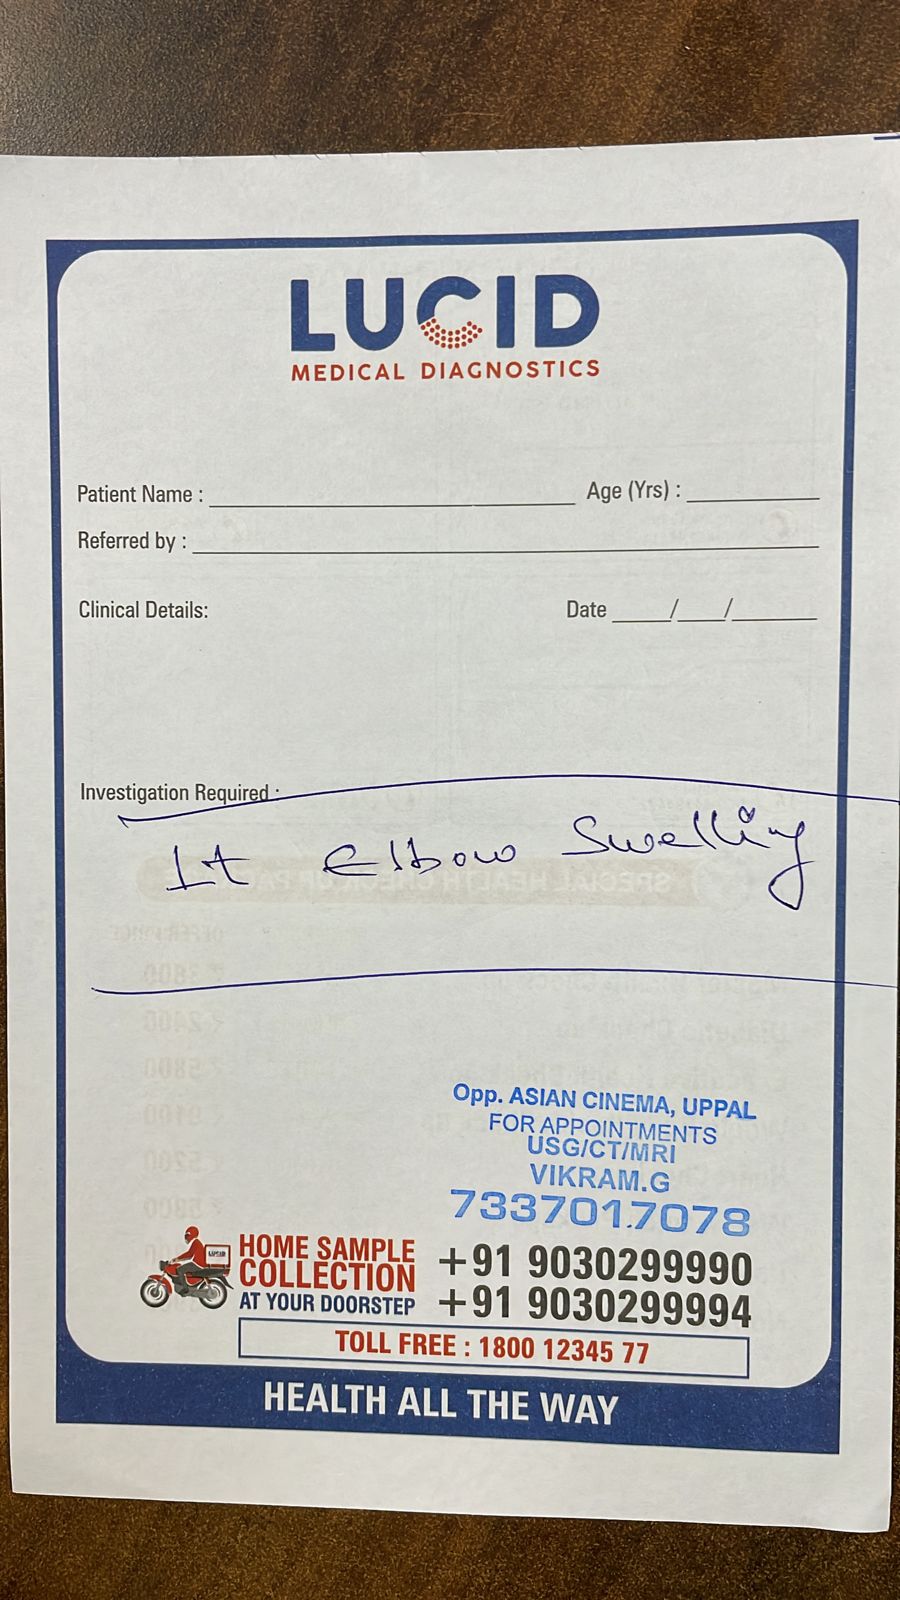 LUCID
MEDICAL DIAGNOSTICS
Patient Name : Age (Yrs) :
Referred by :
Clinical Details: Date / /
Investigation Required :
Lt Elbow Swelling
Opp. ASIAN CINEMA, UPPAL
FOR APPOINTMENTS
USG/CT/MRI
VIKRAM.G
7337017078
HOME SAMPLE
COLLECTION
AT YOUR DOORSTEP
+91 9030299990
+91 9030299994
TOLL FREE : 1800 12345 77
HEALTH ALL THE WAY